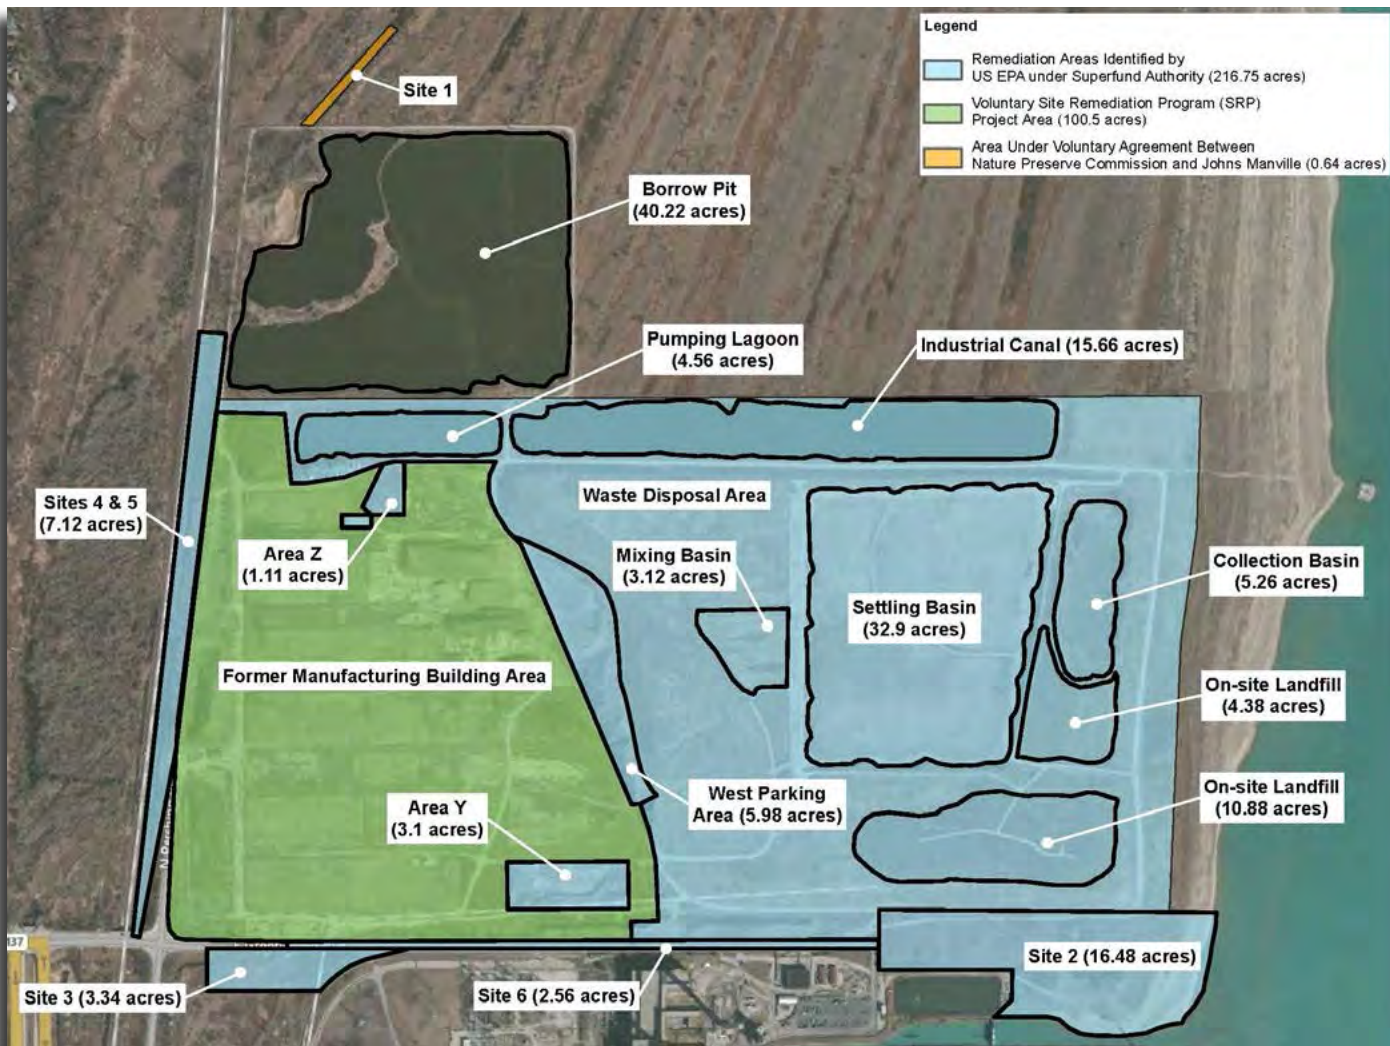 Legend
Remediation Areas Identified by
US EPA under Superfund Authority (216.75 acres)
Voluntary Site Remediation Program (SRP)
Project Area (100.5 acres)
Area Under Voluntary Agreement Between
Nature Preserve Commission and Johns Manville (0.64 acres)
Site 1
Borrow Pit
(40.22 acres)
Pumping Lagoon
(4.56 acres)
Industrial Canal (15.66 acres)
Sites 4 & 5
(7.12 acres)
Waste Disposal Area
Area Z
(1.11 acres)
Mixing Basin
(3.12 acres)
Settling Basin
(32.9 acres)
Collection Basin
(5.26 acres)
Former Manufacturing Building Area
On-site Landfill
(4.38 acres)
West Parking
Area (5.98 acres)
Area Y
(3.1 acres)
On-site Landfill
(10.88 acres)
137
Site 3 (3.34 acres)
Site 6 (2.56 acres)
Site 2 (16.48 acres)